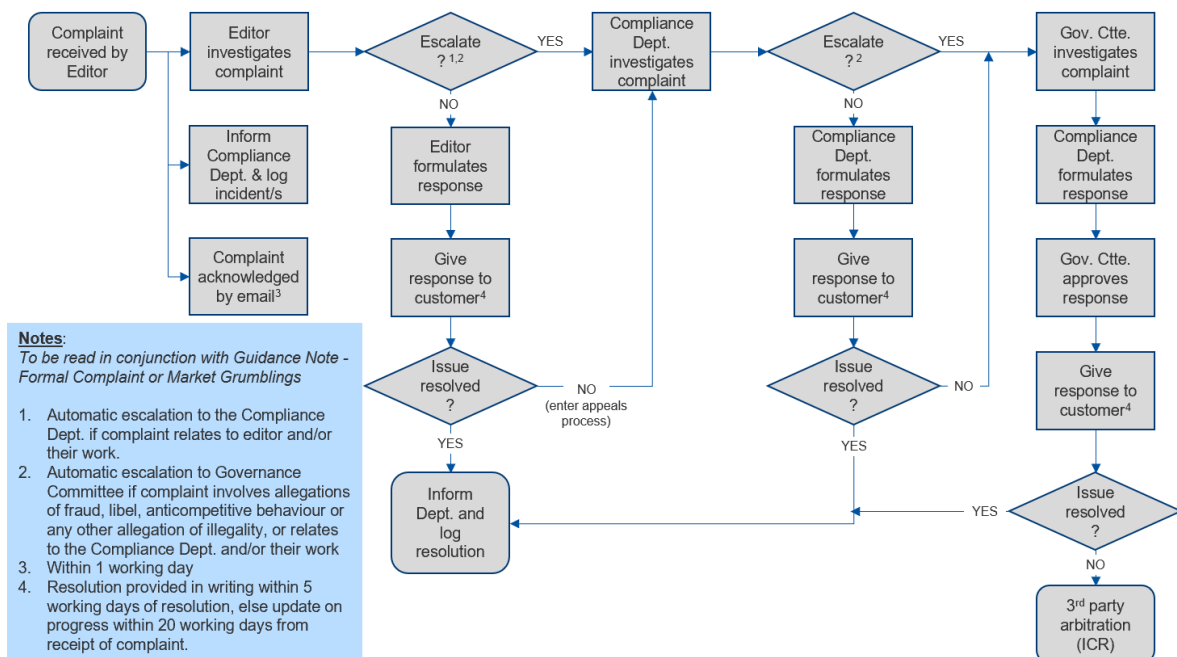 Complaint
received by
Editor
Editor
investigates
complaint
Escalate
? 1,2
YES
Compliance
Dept.
investigates
complaint
Escalate
? 2
YES
Gov. Ctte.
investigates
complaint
NO
NO
Inform
Compliance
Dept. & log
incident/s
Editor
formulates
response
Compliance
Dept.
formulates
response
Compliance
Dept.
formulates
response
Complaint
acknowledged
by email3
Give
response to
customer4
Give
response to
customer4
Gov. Ctte.
approves
response
Issue
resolved
?
NO
(enter appeals
process)
Issue
resolved
?
NO
Give
response to
customer4
YES
YES
Inform
Dept. and
log
resolution
YES
Issue
resolved
?
NO
3rd party
arbitration
(ICR)
Notes:
To be read in conjunction with Guidance Note -
Formal Complaint or Market Grumblings
1. Automatic escalation to the Compliance
Dept. if complaint relates to editor and/or
their work.
2. Automatic escalation to Governance
Committee if complaint involves allegations
of fraud, libel, anticompetitive behaviour or
any other allegation of illegality, or relates
to the Compliance Dept. and/or their work
3. Within 1 working day
4. Resolution provided in writing within 5
working days of resolution, else update on
progress within 20 working days from
receipt of complaint.